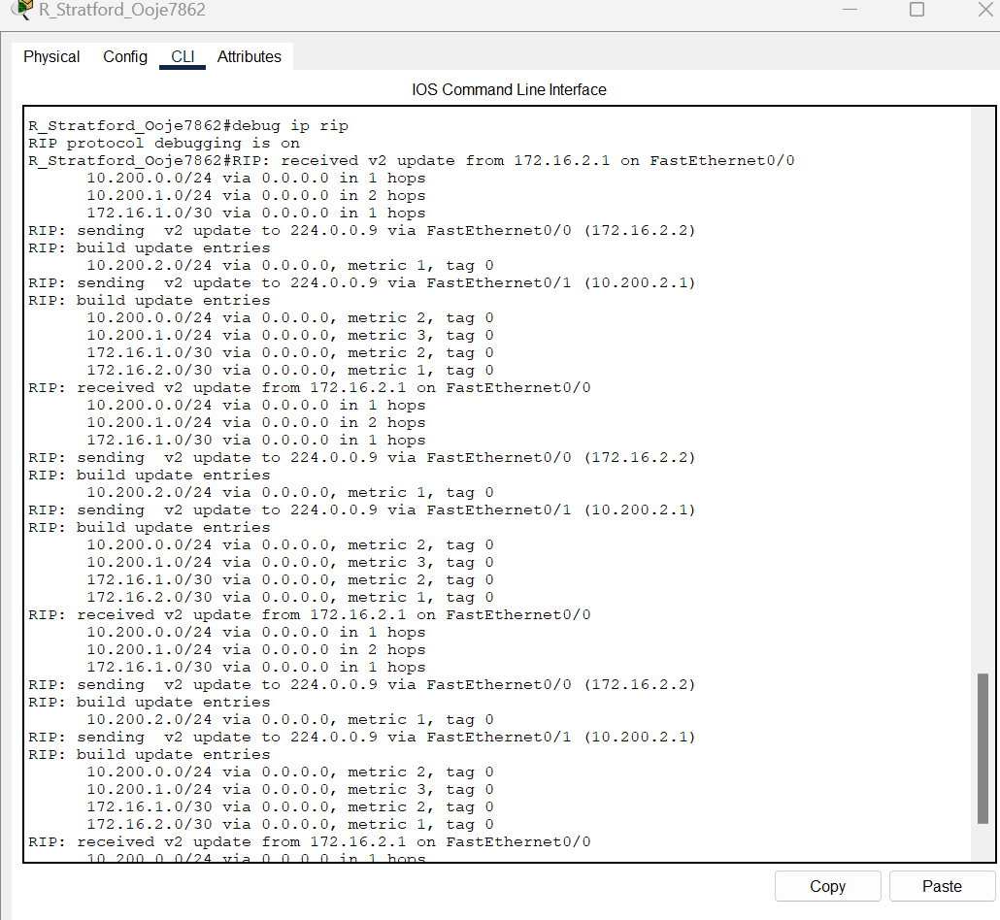 R_Stratford_Ooje7862
Physical Config CLI Attributes
IOS Command Line Interface
R_Stratford_Ooje7862#debug ip rip
RIP protocol debugging is on
R_Stratford_Ooje7862#RIP: received v2 update from 172.16.2.1 on FastEthernet0/0
10.200.0.0/24 via 0.0.0.0 in 1 hops
10.200.1.0/24 via 0.0.0.0 in 2 hops
172.16.1.0/30 via 0.0.0.0 in 1 hops
RIP: sending  v2 update to 224.0.0.9 via FastEthernet0/0 (172.16.2.2)
RIP: build update entries
10.200.2.0/24 via 0.0.0.0, metric 1, tag 0
RIP: sending  v2 update to 224.0.0.9 via FastEthernet0/1 (10.200.2.1)
RIP: build update entries
10.200.0.0/24 via 0.0.0.0, metric 2, tag 0
10.200.1.0/24 via 0.0.0.0, metric 3, tag 0
172.16.1.0/30 via 0.0.0.0, metric 2, tag 0
172.16.2.0/30 via 0.0.0.0, metric 1, tag 0
RIP: received v2 update from 172.16.2.1 on FastEthernet0/0
10.200.0.0/24 via 0.0.0.0 in 1 hops
10.200.1.0/24 via 0.0.0.0 in 2 hops
172.16.1.0/30 via 0.0.0.0 in 1 hops
RIP: sending  v2 update to 224.0.0.9 via FastEthernet0/0 (172.16.2.2)
RIP: build update entries
10.200.2.0/24 via 0.0.0.0, metric 1, tag 0
RIP: sending  v2 update to 224.0.0.9 via FastEthernet0/1 (10.200.2.1)
RIP: build update entries
10.200.0.0/24 via 0.0.0.0, metric 2, tag 0
10.200.1.0/24 via 0.0.0.0, metric 3, tag 0
172.16.1.0/30 via 0.0.0.0, metric 2, tag 0
172.16.2.0/30 via 0.0.0.0, metric 1, tag 0
RIP: received v2 update from 172.16.2.1 on FastEthernet0/0
10.200.0.0/24 via 0.0.0.0 in 1 hops
10.200.1.0/24 via 0.0.0.0 in 2 hops
172.16.1.0/30 via 0.0.0.0 in 1 hops
RIP: sending  v2 update to 224.0.0.9 via FastEthernet0/0 (172.16.2.2)
RIP: build update entries
10.200.2.0/24 via 0.0.0.0, metric 1, tag 0
RIP: sending  v2 update to 224.0.0.9 via FastEthernet0/1 (10.200.2.1)
RIP: build update entries
10.200.0.0/24 via 0.0.0.0, metric 2, tag 0
10.200.1.0/24 via 0.0.0.0, metric 3, tag 0
172.16.1.0/30 via 0.0.0.0, metric 2, tag 0
172.16.2.0/30 via 0.0.0.0, metric 1, tag 0
RIP: received v2 update from 172.16.2.1 on FastEthernet0/0
10.200.0.0/24 via 0.0.0.0 in 1 hops
Copy Paste